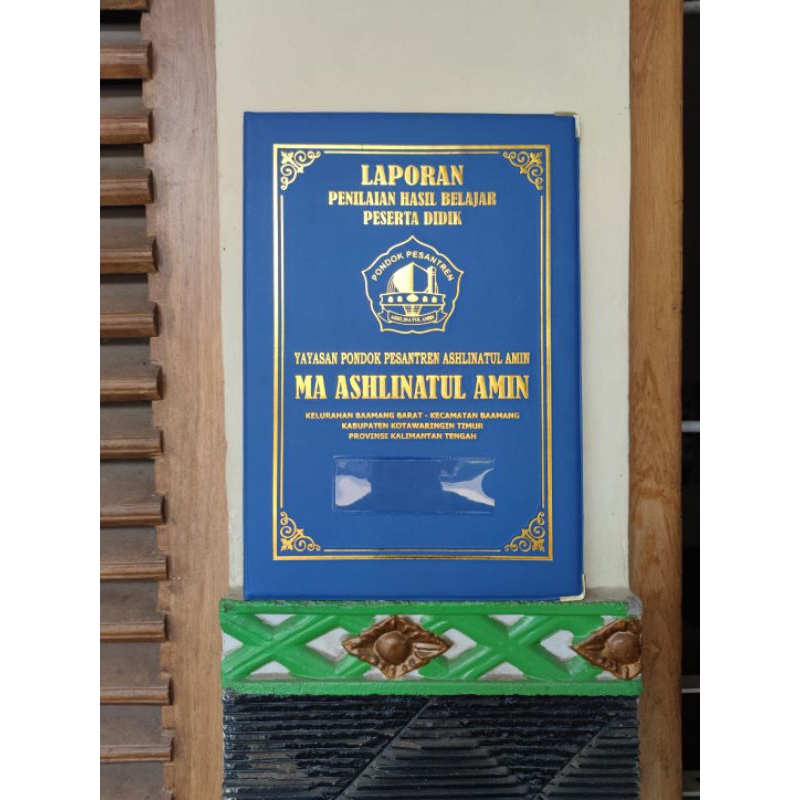 LAPORAN
PENILAIAN HASIL BELAJAR
PESERTA DIDIK
PONDOK PESANTREN
ASHLINATUL AMIN
YAYASAN PONDOK PESANTREN ASHLINATUL AMIN
MA ASHLINATUL AMIN
KELURAHAN BAAMANG BARAT - KECAMATAN BAAMANG
KABUPATEN KOTAWARINGIN TIMUR
PROVINSI KALIMANTAN TENGAH